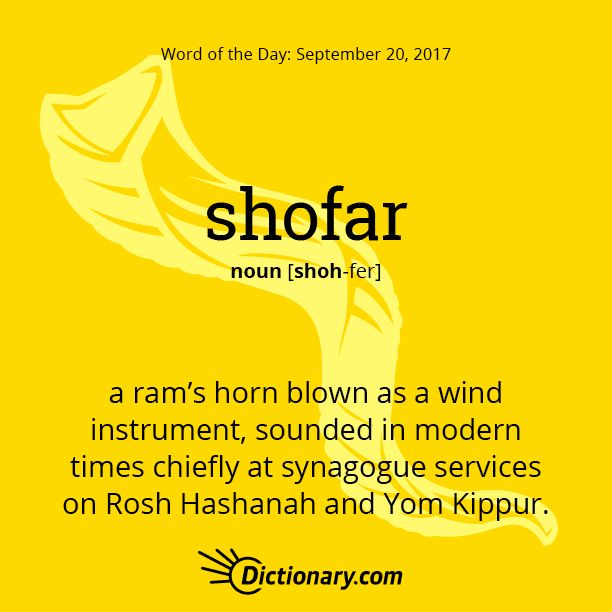 Word of the Day: September 20, 2017
shofar
noun [shoh-fer]
a ram’s horn blown as a wind
instrument, sounded in modern
times chiefly at synagogue services
on Rosh Hashanah and Yom Kippur.
Dictionary.com